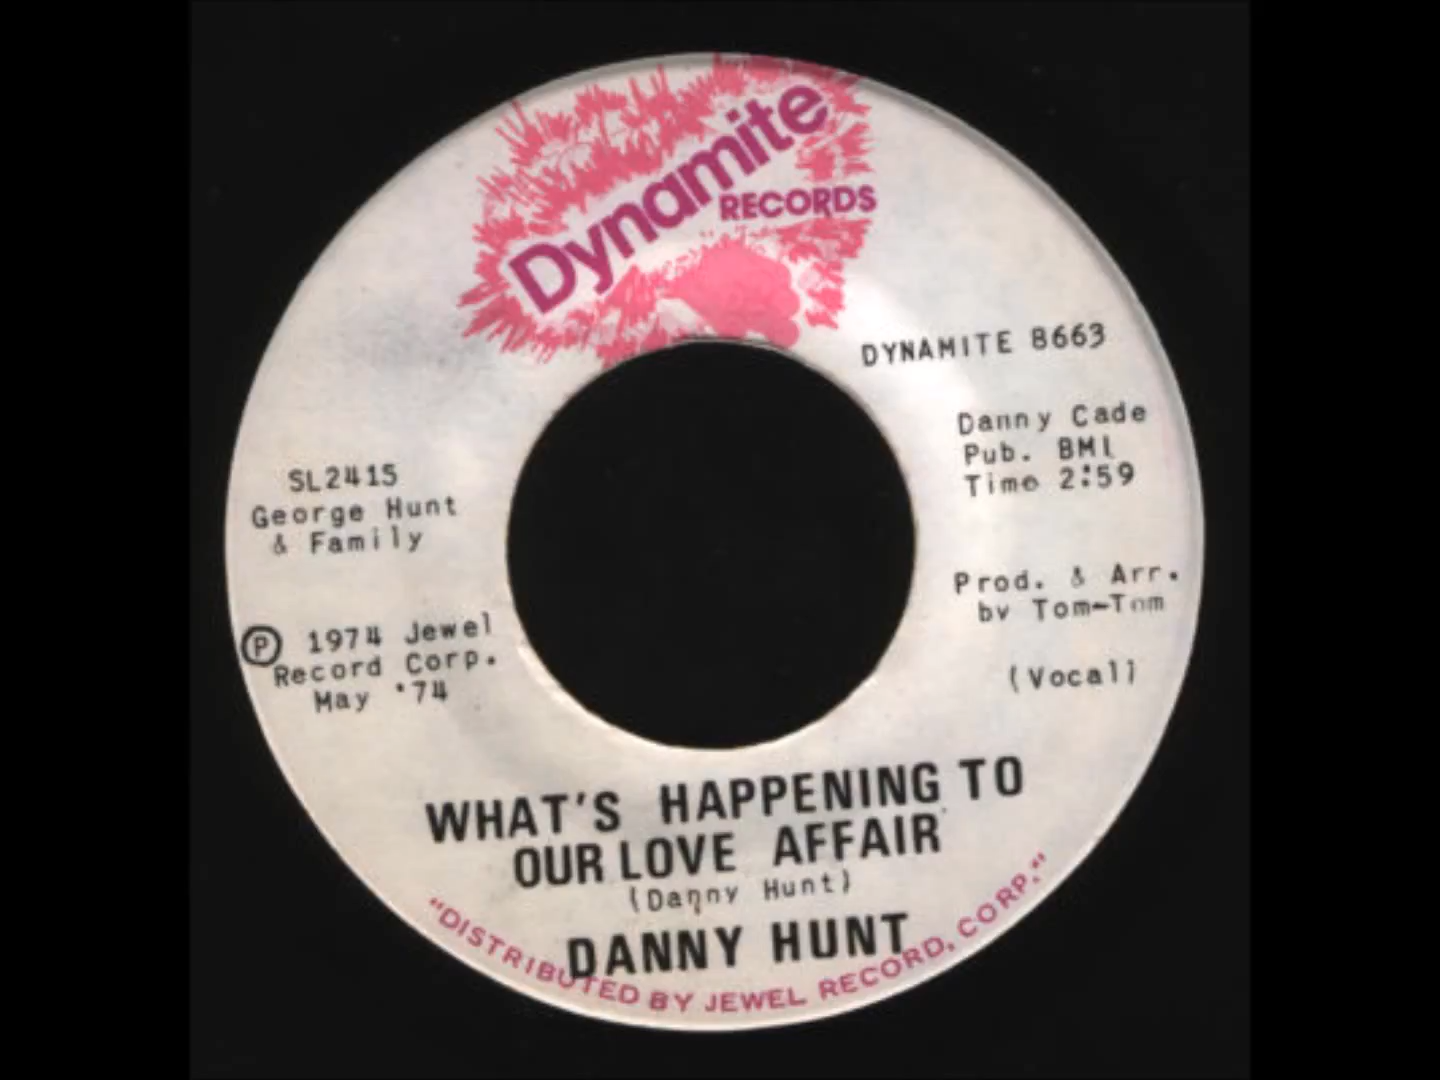 Dynamite
RECORDS
DYNAMITE 8663
Danny Cade
Pub. BMI
Time 2:59
SL2415
George Hunt
& Family
Prod. & Arr.
by Tom-Tom
Ⓟ 1974 Jewel
Record Corp.
May '74
(Vocal)
WHAT'S HAPPENING TO
OUR LOVE AFFAIR
(Danny Hunt)
DANNY HUNT
"DISTRIBUTED BY JEWEL RECORD, CORP."